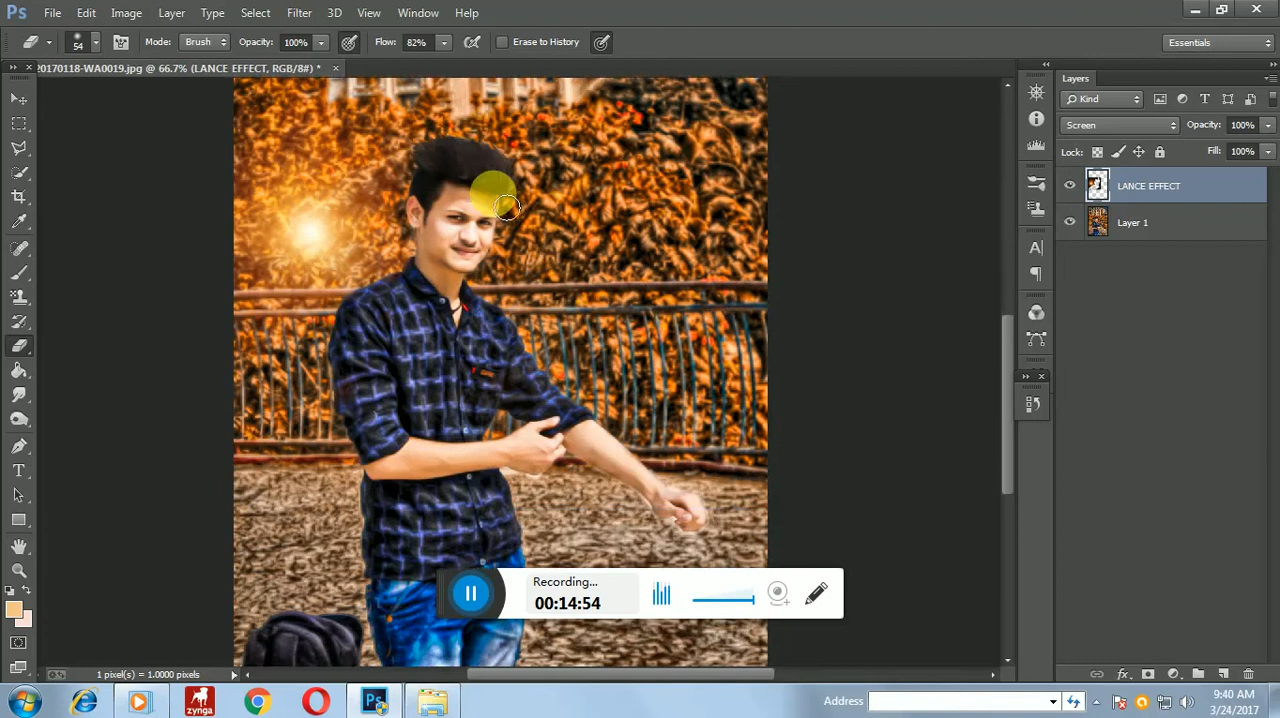 Ps File Edit Image Layer Type Select Filter 3D View Window Help
54 Mode: Brush Opacity: 100% Flow: 82% Erase to History Essentials
20170118-WA0019.jpg @ 66.7% (LANCE EFFECT, RGB/8#) *
Layers
Kind
Screen Opacity: 100%
Lock: Fill: 100%
LANCE EFFECT
Layer 1
Recording...
00:14:54
1 pixel(s) = 1.0000 pixels
zynga Ps Address 9:40 AM
3/24/2017